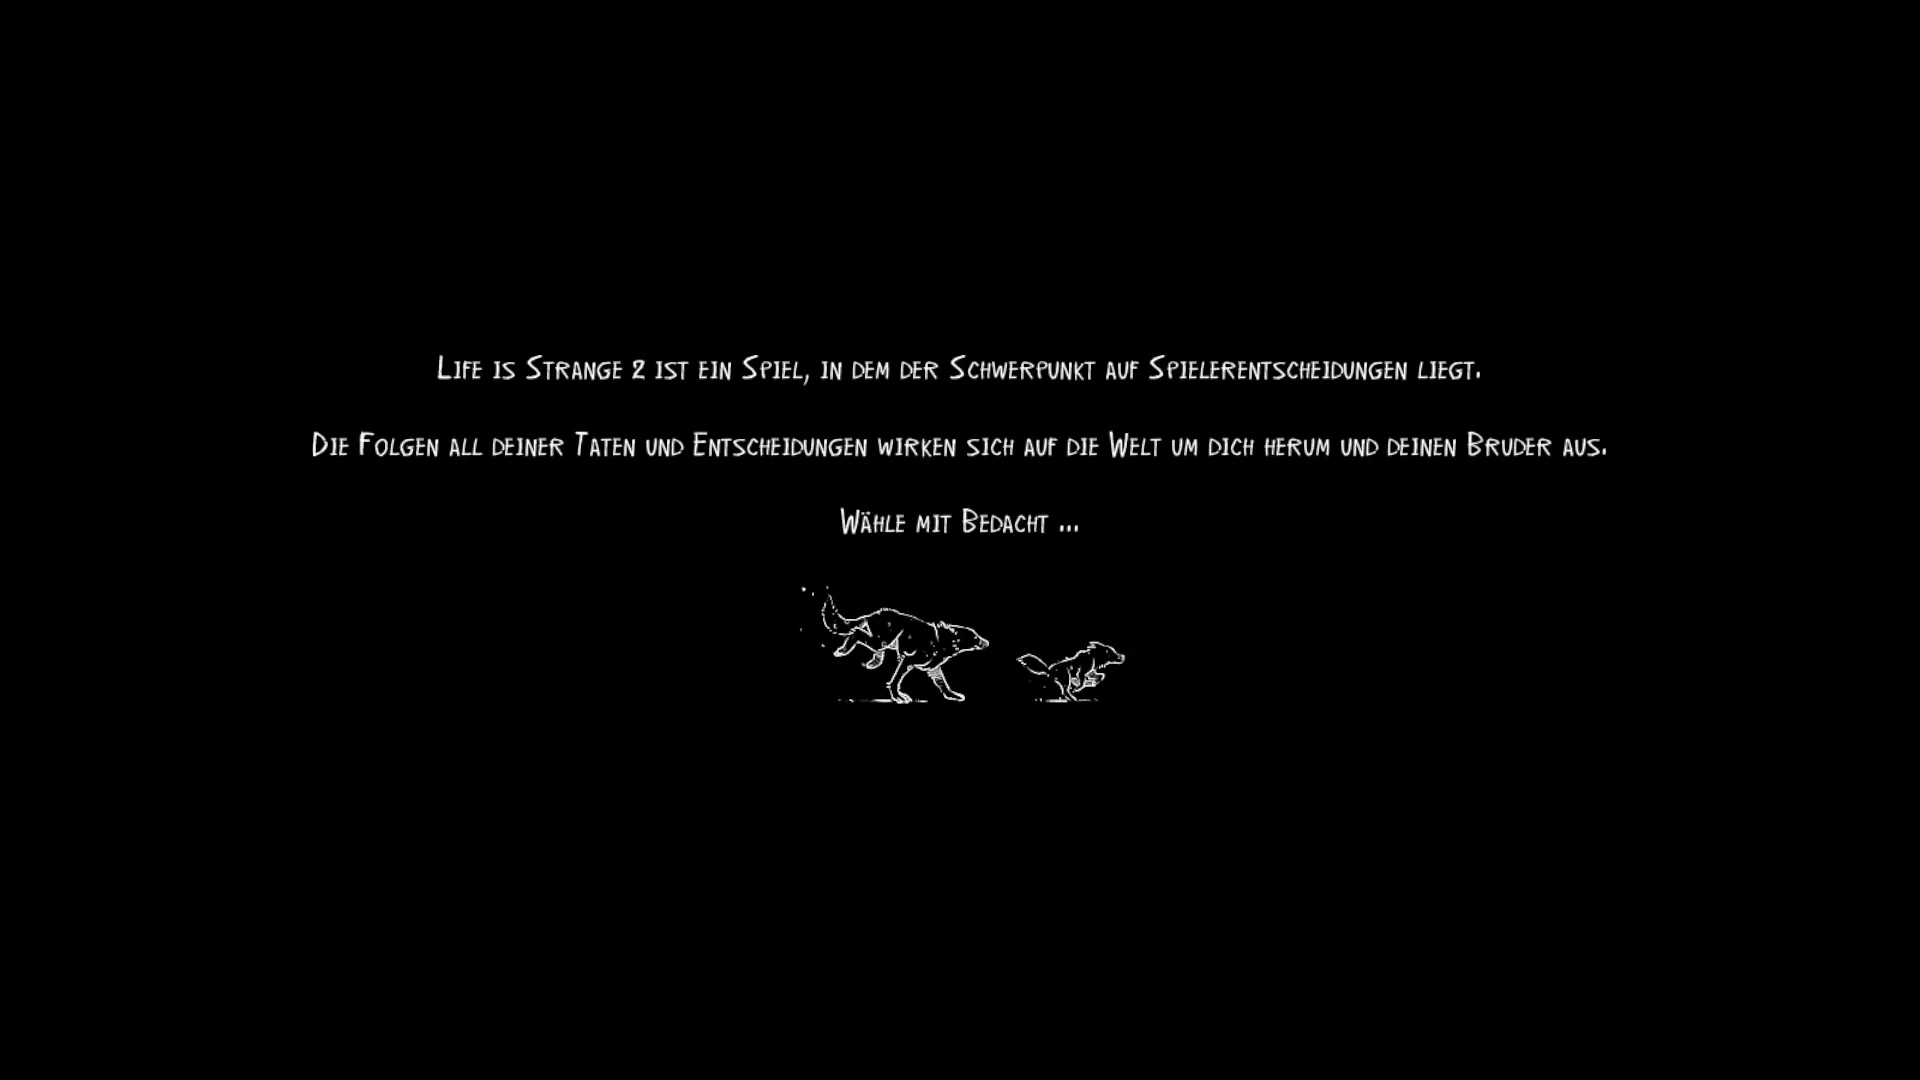 Life is Strange 2 ist ein Spiel, in dem der Schwerpunkt auf Spielerentscheidungen liegt.
Die Folgen all deiner Taten und Entscheidungen wirken sich auf die Welt um dich herum und deinen Bruder aus.
Wähle mit Bedacht ...